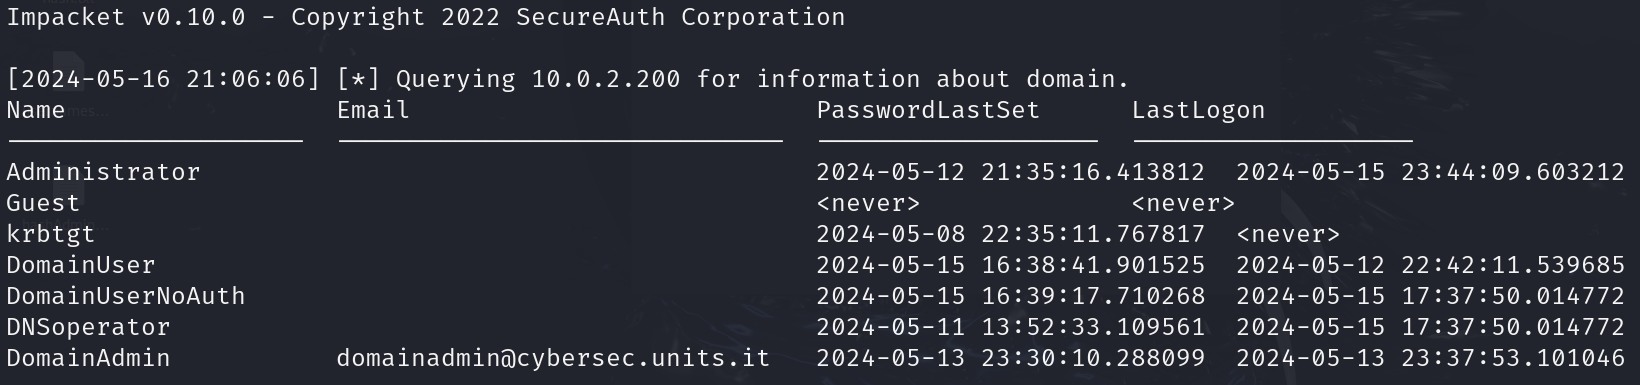 Impacket v0.10.0 - Copyright 2022 SecureAuth Corporation
[2024-05-16 21:06:06] [*] Querying 10.0.2.200 for information about domain.
Name Email PasswordLastSet LastLogon
Administrator 2024-05-12 21:35:16.413812 2024-05-15 23:44:09.603212
Guest <never> <never>
krbtgt 2024-05-08 22:35:11.767817 <never>
DomainUser 2024-05-15 16:38:41.901525 2024-05-12 22:42:11.539685
DomainUserNoAuth 2024-05-15 16:39:17.710268 2024-05-15 17:37:50.014772
DNSoperator 2024-05-11 13:52:33.109561 2024-05-15 17:37:50.014772
DomainAdmin domainadmin@cybersec.units.it 2024-05-13 23:30:10.288099 2024-05-13 23:37:53.101046